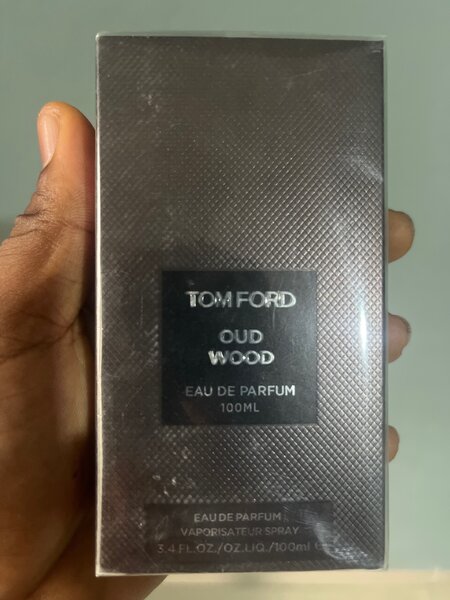 TOM FORD
OUD
WOOD
EAU DE PARFUM
100ML
EAU DE PARFUM
VAPORISATEUR SPRAY
3.4 FL.OZ./OZ.LIQ./100ml ℮